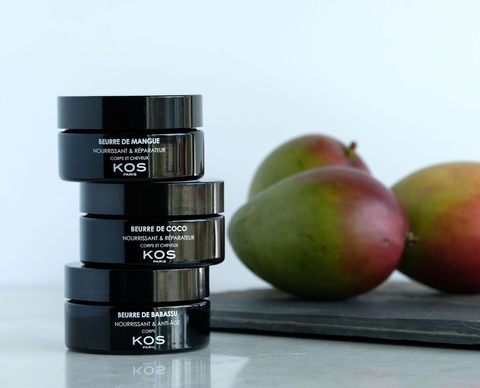 BEURRE DE MANGUE
NOURRISSANT & RÉPARATEUR
CORPS ET CHEVEUX
KOS
PARIS
BEURRE DE COCO
NOURRISSANT & RÉPARATEUR
CORPS ET CHEVEUX
KOS
PARIS
BEURRE DE BABASSU
NOURRISSANT & ANTI-ÂGE
CORPS
KOS
PARIS